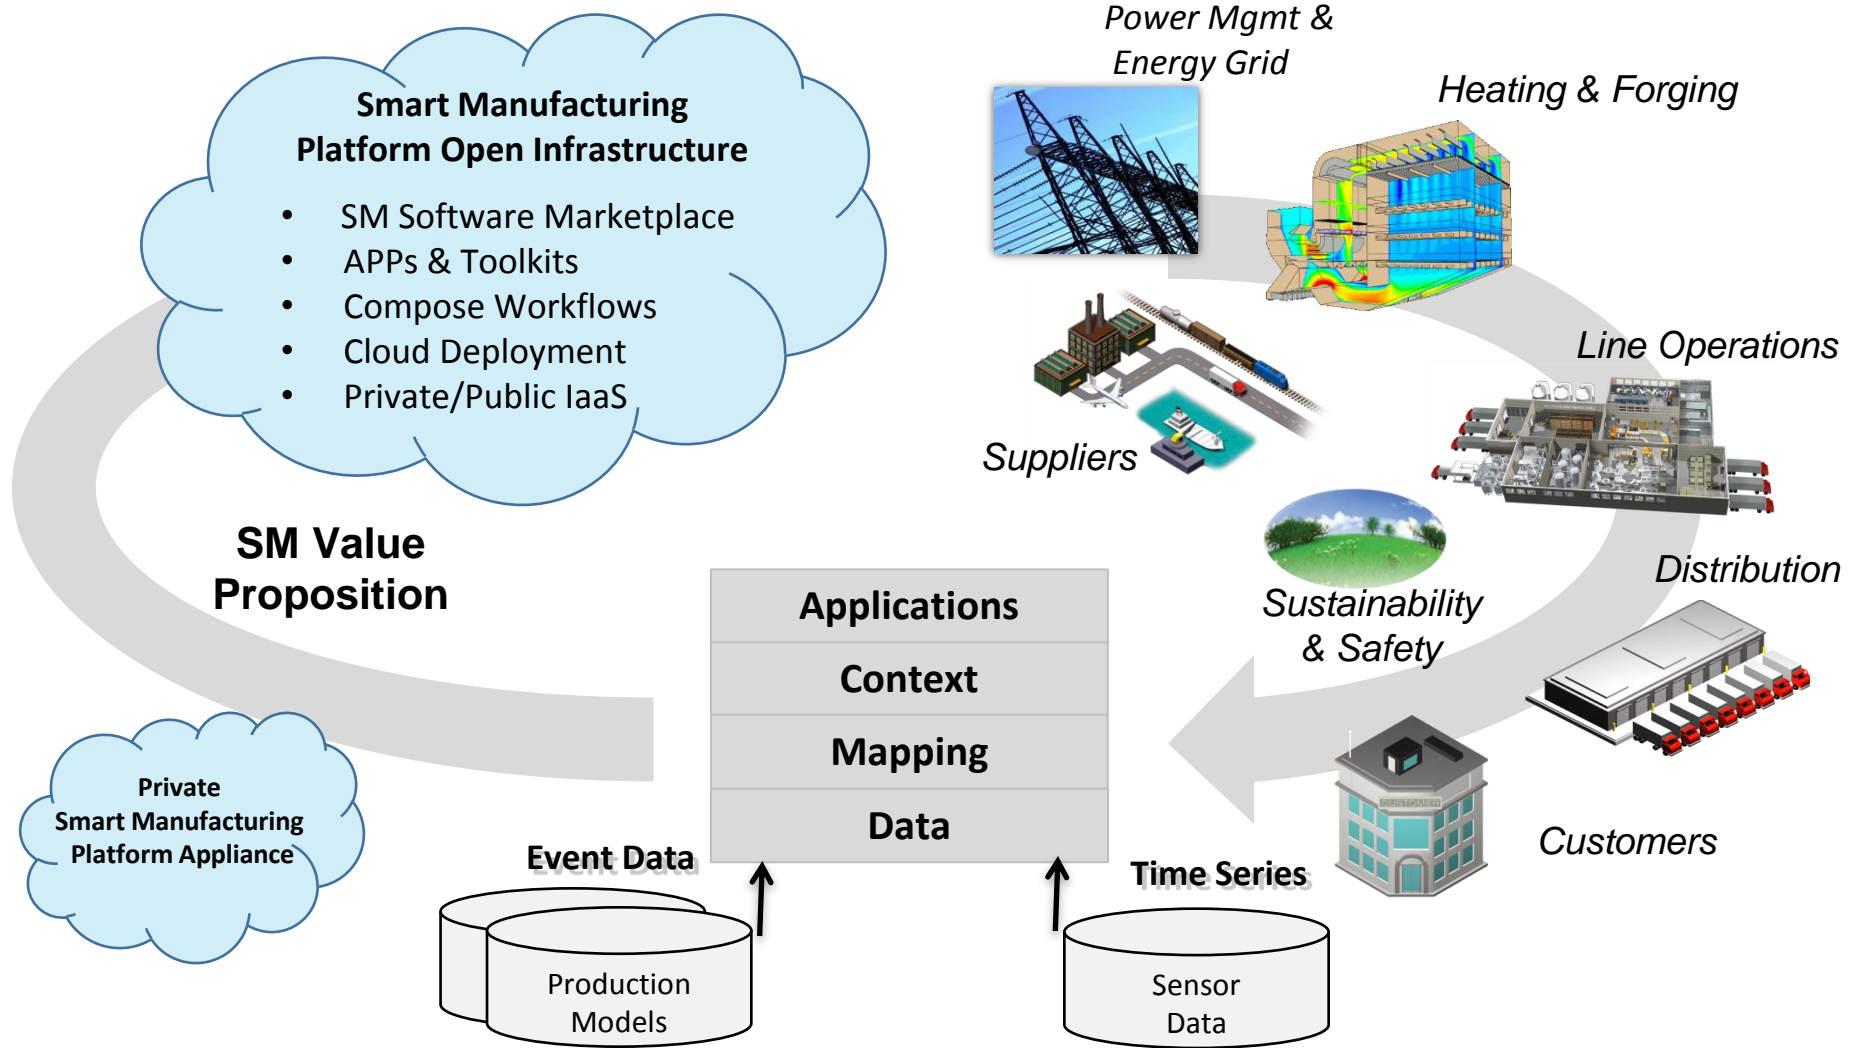 Smart Manufacturing
Platform Open Infrastructure
• SM Software Marketplace
• APPs & Toolkits
• Compose Workflows
• Cloud Deployment
• Private/Public IaaS
SM Value
Proposition
Private
Smart Manufacturing
Platform Appliance
Applications
Context
Mapping
Data
Event Data
Production
Models
Time Series
Sensor
Data
Power Mgmt &
Energy Grid
Heating & Forging
Line Operations
Suppliers
Sustainability
& Safety
Distribution
CUSTOMER
Customers